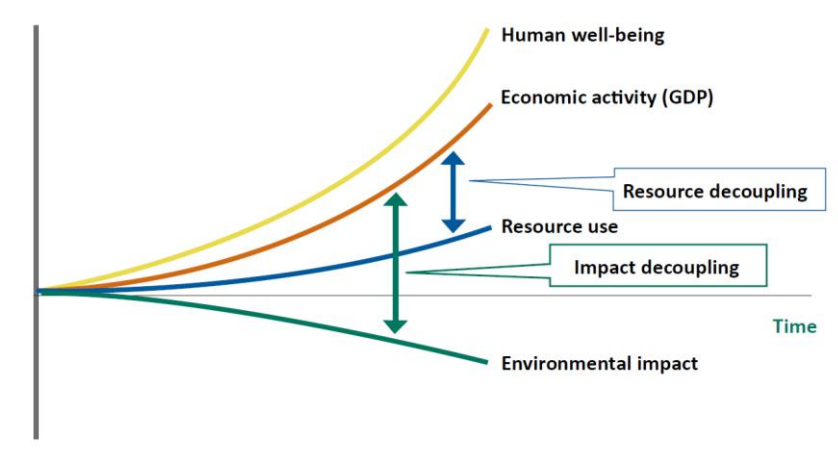 Human well-being
Economic activity (GDP)
Resource decoupling
Resource use
Impact decoupling
Time
Environmental impact